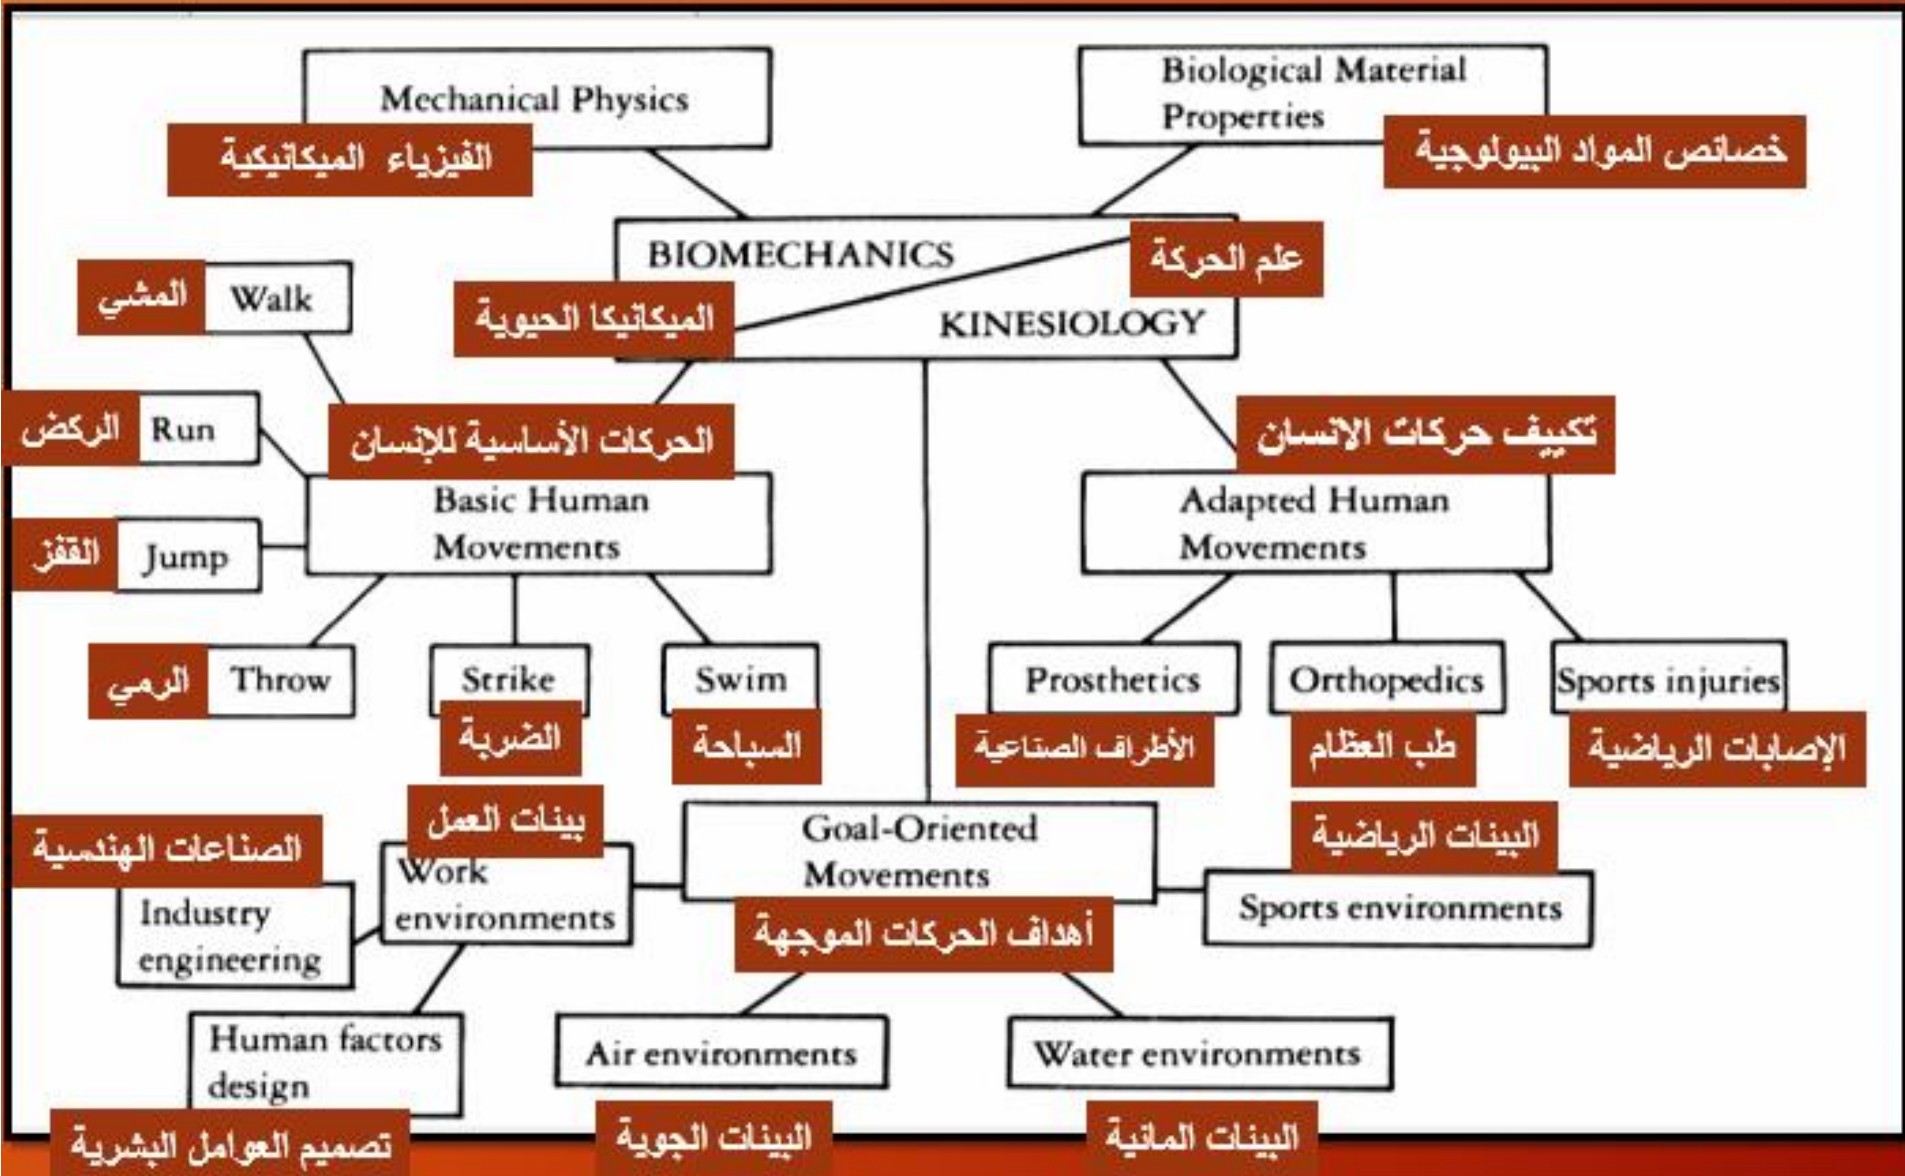 Mechanical Physics
الفيزياء الميكانيكية
Biological Material
Properties
خصائص المواد البيولوجية
BIOMECHANICS
علم الحركة
الميكانيكا الحيوية
KINESIOLOGY
المشي
Walk
الركض
Run
الحركات الأساسية للإنسان
تكييف حركات الانسان
Basic Human
Movements
Adapted Human
Movements
القفز
Jump
الرمي
Throw
Strike
الضربة
Swim
السباحة
Prosthetics
الأطراف الصناعية
Orthopedics
طب العظام
Sports injuries
الإصابات الرياضية
الصناعات الهندسية
Industry
engineering
بيئات العمل
Work
environments
Goal-Oriented
Movements
أهداف الحركات الموجهة
البيئات الرياضية
Sports environments
Human factors
design
تصميم العوامل البشرية
Air environments
البيئات الجوية
Water environments
البيئات المائية